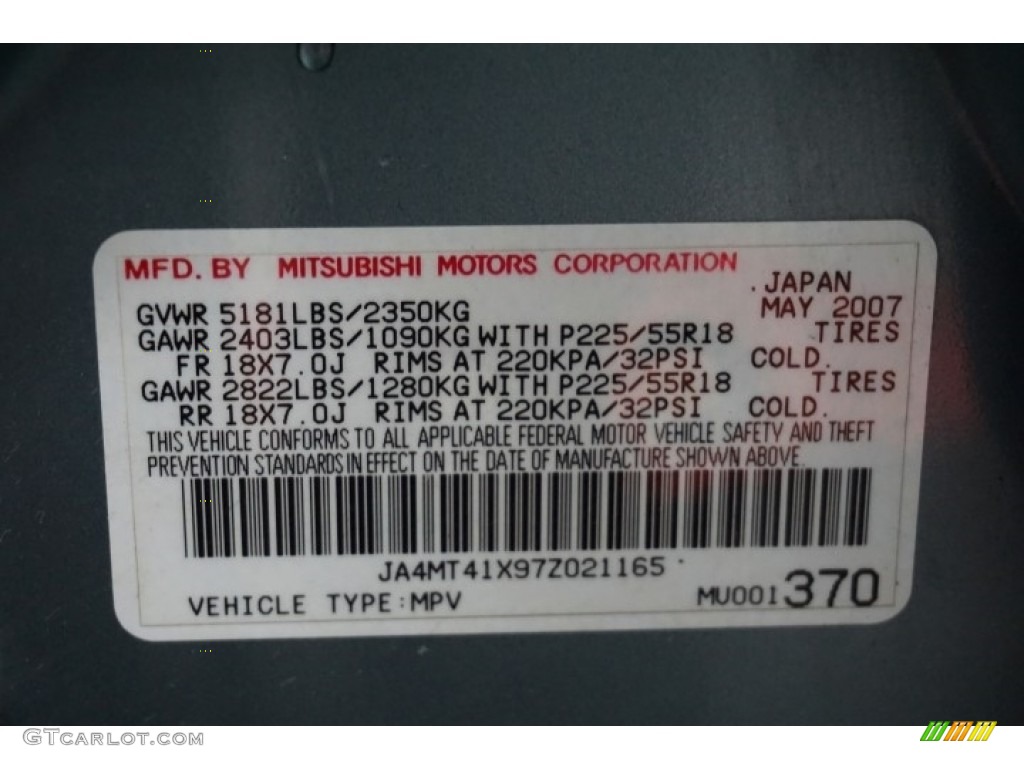 MFD. BY MITSUBISHI MOTORS CORPORATION
.JAPAN
GVWR 5181LBS/2350KG MAY 2007
GAWR 2403LBS/1090KG WITH P225/55R18 TIRES
FR 18X7.0J RIMS AT 220KPA/32PSI COLD.
GAWR 2822LBS/1280KG WITH P225/55R18 TIRES
RR 18X7.0J RIMS AT 220KPA/32PSI COLD.
THIS VEHICLE CONFORMS TO ALL APPLICABLE FEDERAL MOTOR VEHICLE SAFETY AND THEFT
PREVENTION STANDARDS IN EFFECT ON THE DATE OF MANUFACTURE SHOWN ABOVE.
JA4MT41X97Z021165
VEHICLE TYPE:MPV MU001370
GTCARLOT.COM